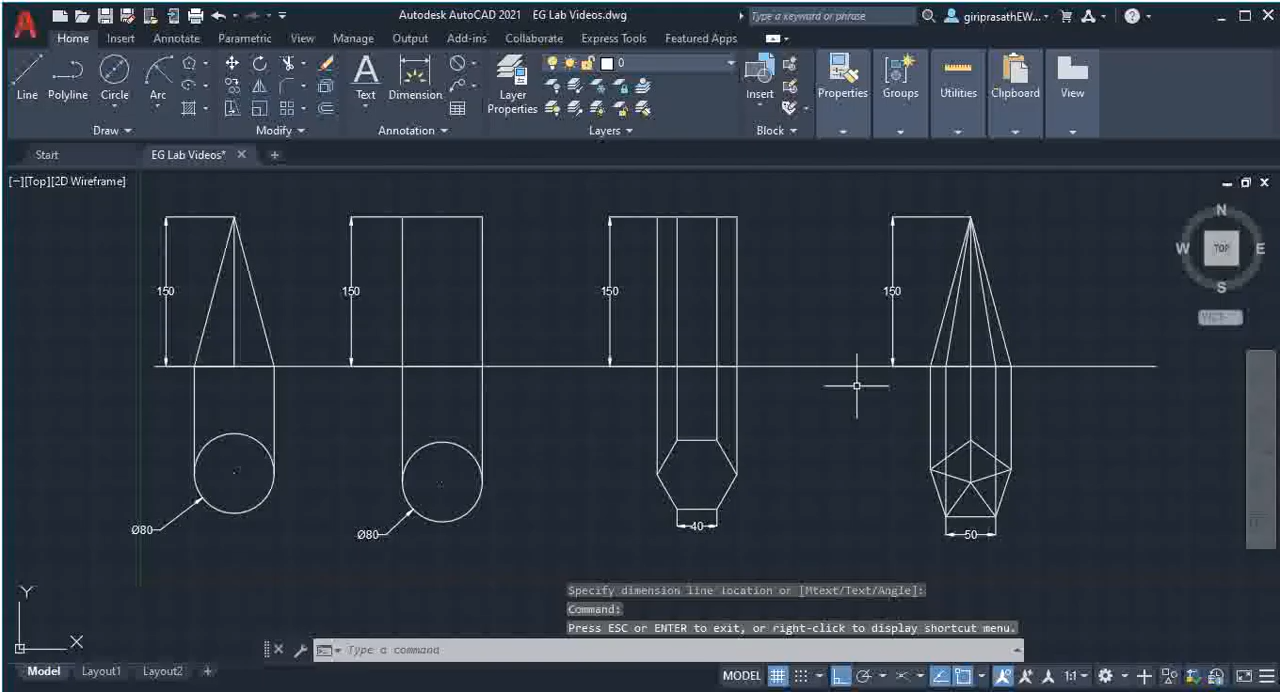 Autodesk AutoCAD 2021 EG Lab Videos.dwg
Type a keyword or phrase
giriprasathEW...
Home Insert Annotate Parametric View Manage Output Add-ins Collaborate Express Tools Featured Apps
0
Line Polyline Circle Arc
Text Dimension
Layer Properties
Insert
Properties Groups Utilities Clipboard View
Draw Modify Annotation Layers Block
Start EG Lab Videos*
[−][Top][2D Wireframe]
N
W TOP E
S
150 150 150 150
Ø80 Ø80 40 50
Y
X
Specify dimension line location or [Mtext/Text/Angle]:
Command:
Press ESC or ENTER to exit, or right-click to display shortcut menu.
Type a command
Model Layout1 Layout2 +
MODEL 1:1